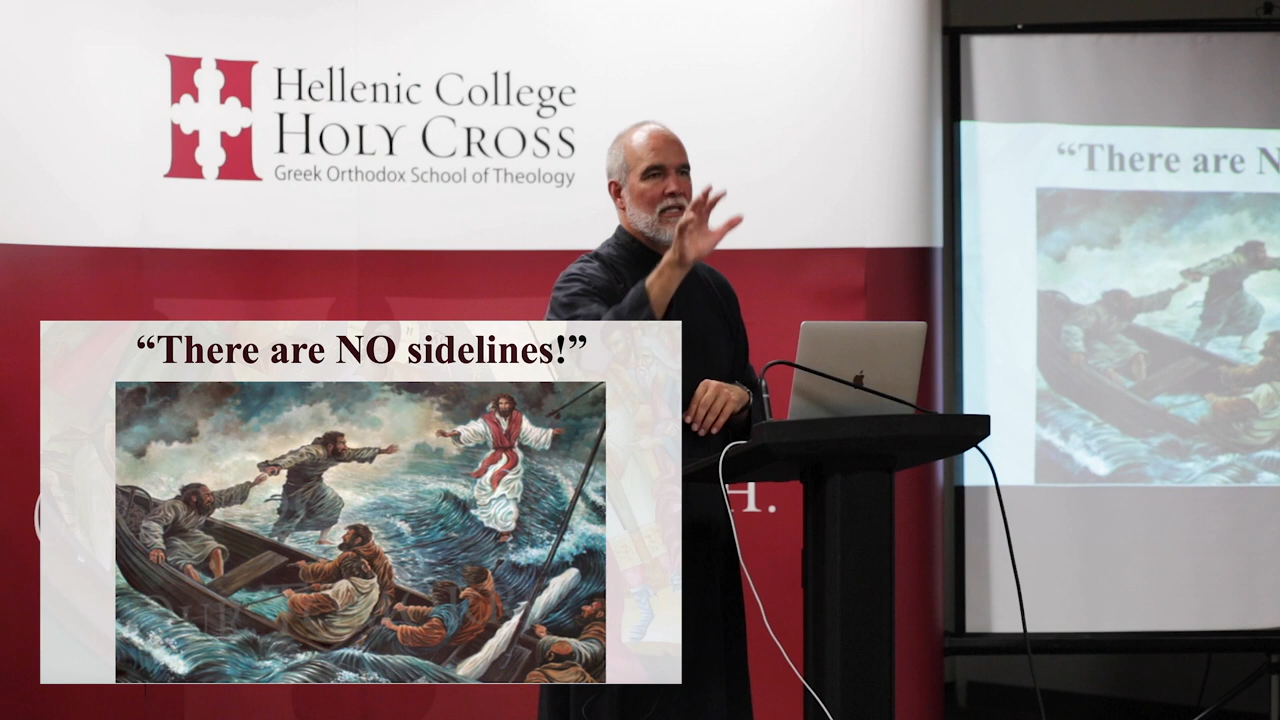 Hellenic College
HOLY CROSS
Greek Orthodox School of Theology
“There are N
“There are NO sidelines!”
H.